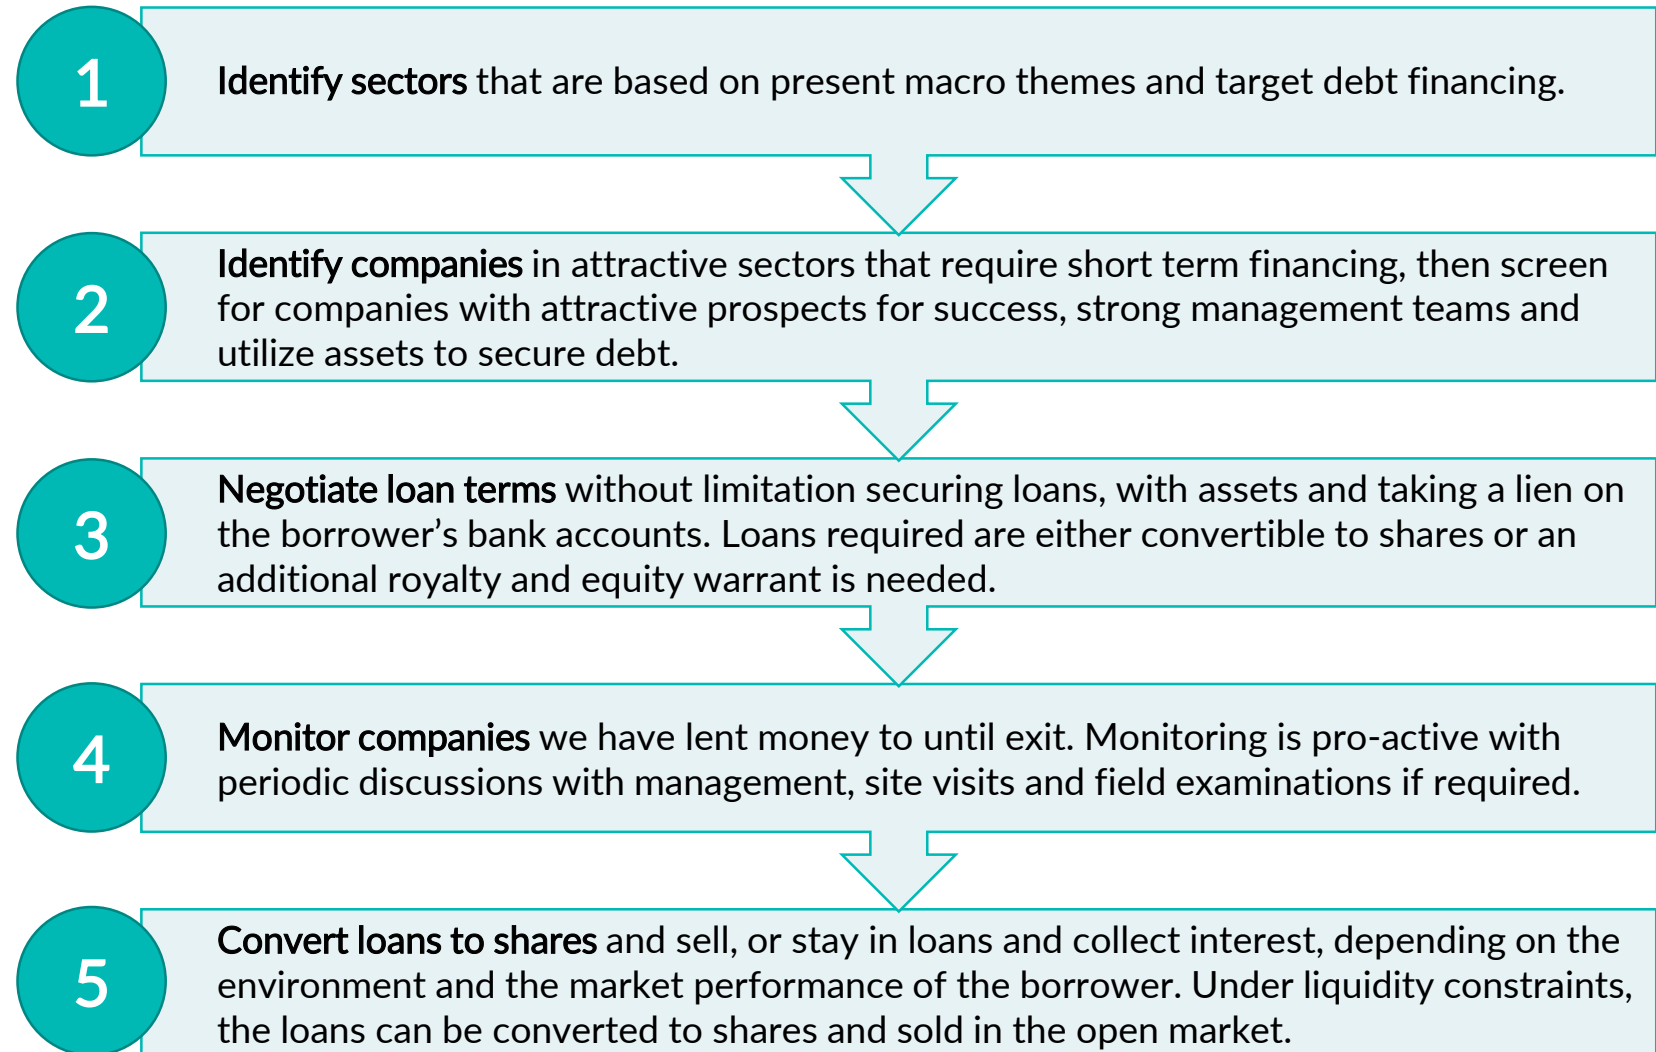 1
Identify sectors that are based on present macro themes and target debt financing.
2
Identify companies in attractive sectors that require short term financing, then screen
for companies with attractive prospects for success, strong management teams and
utilize assets to secure debt.
3
Negotiate loan terms without limitation securing loans, with assets and taking a lien on
the borrower’s bank accounts. Loans required are either convertible to shares or an
additional royalty and equity warrant is needed.
4
Monitor companies we have lent money to until exit. Monitoring is pro-active with
periodic discussions with management, site visits and field examinations if required.
5
Convert loans to shares and sell, or stay in loans and collect interest, depending on the
environment and the market performance of the borrower. Under liquidity constraints,
the loans can be converted to shares and sold in the open market.